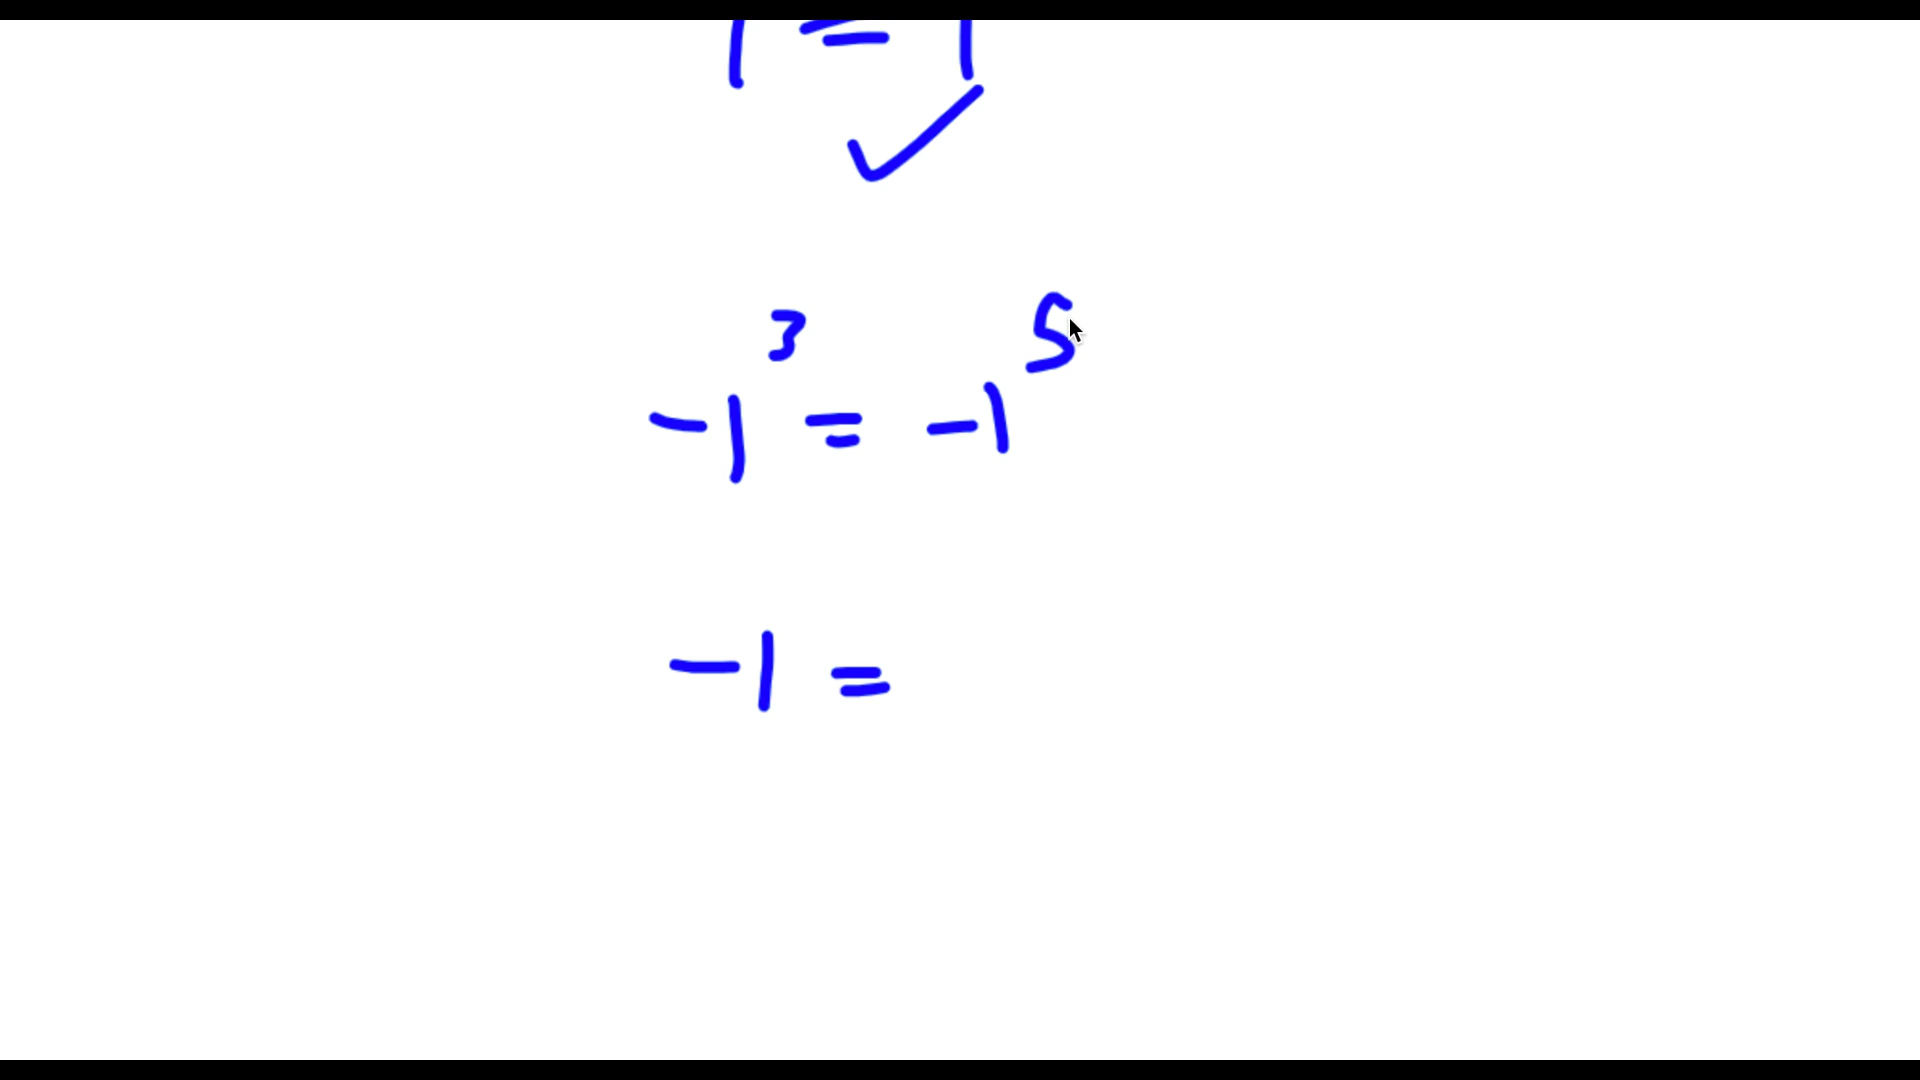 1 = 1
✓
-1³ = -1⁵
-1 =